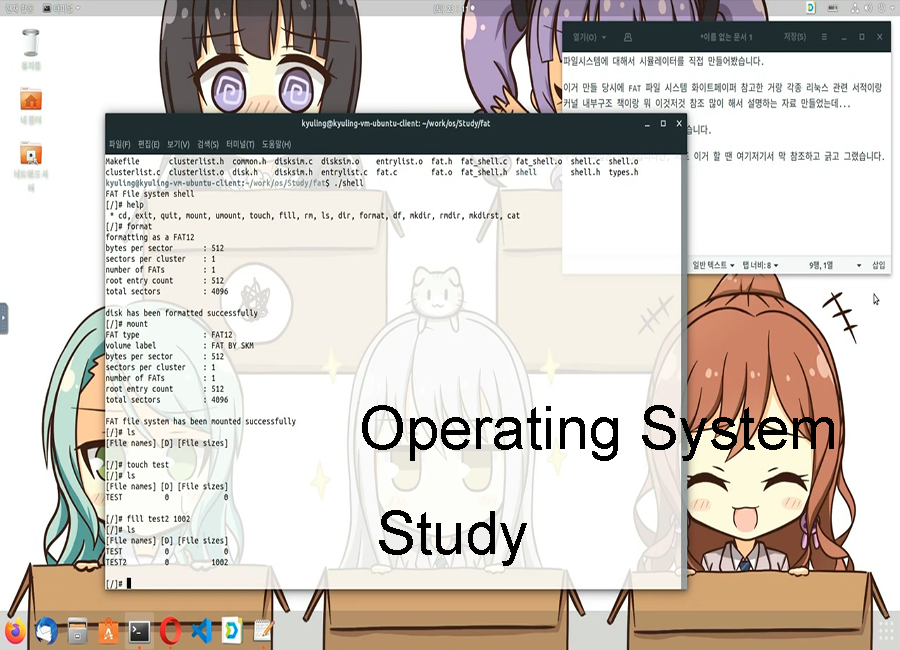 터미널
열기(O)
*이름 없는 문서 1
저장(S)
파일시스템에 대해서 시뮬레이터를 직접 만들어봤습니다.
이거 만들 당시에 FAT 파일 시스템 화이트페이퍼 참고한 거랑 각종 리눅스 관련 서적이랑
커널 내부구조 책이랑 뭐 이것저것 참조 많이 해서 설명하는 자료 만들었는데...
니다.
이거 할 땐 여기저기서 막 참조하고 긁고 그랬습니다.
일반 텍스트
탭 너비: 8
9행, 1열
삽입
kyuling@kyuling-vm-ubuntu-client: ~/work/os/Study/fat
파일(F) 편집(E) 보기(V) 검색(S) 터미널(T) 도움말(H)
Makefile clusterlist.h common.h disksim.c disksim.o entrylist.o fat.h fat_shell.c fat_shell.o shell.c shell.o
clusterlist.c clusterlist.o disk.h disksim.h entrylist.c fat.c fat.o fat_shell.h shell shell.h types.h
kyuling@kyuling-vm-ubuntu-client:~/work/os/Study/fat$ ./shell
FAT File system shell
[/]# help
* cd, exit, quit, mount, umount, touch, fill, rm, ls, dir, format, df, mkdir, rmdir, mkdirst, cat
[/]# format
formatting as a FAT12
bytes per sector : 512
sectors per cluster : 1
number of FATs : 1
root entry count : 512
total sectors : 4096
disk has been formatted successfully
[/]# mount
FAT type : FAT12
volume label : FAT BY SKM
bytes per sector : 512
sectors per cluster : 1
number of FATs : 1
root entry count : 512
total sectors : 4096
FAT file system has been mounted successfully
[/]# ls
[File names] [D] [File sizes]
[/]# touch test
[/]# ls
[File names] [D] [File sizes]
TEST 0 0
[/]# fill test2 1002
[/]# ls
[File names] [D] [File sizes]
TEST 0 0
TEST2 0 1002
[/]#
Operating System
Study